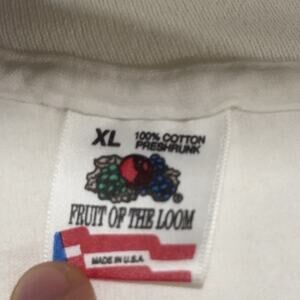 XL 100% COTTON
PRESHRUNK
®
FRUIT OF THE LOOM
MADE IN U.S.A.